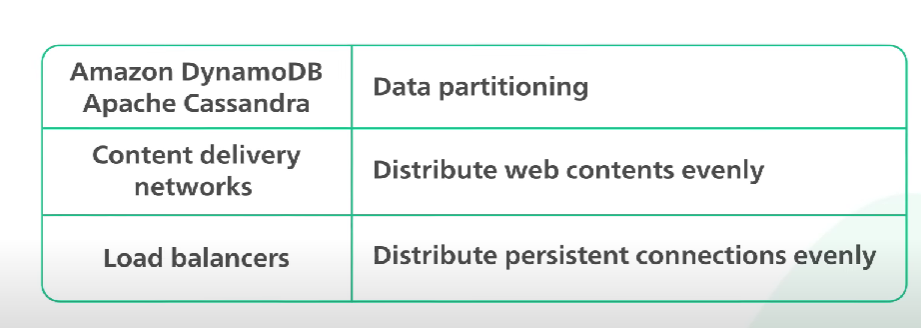 Amazon DynamoDB
Apache Cassandra
Data partitioning
Content delivery
networks
Distribute web contents evenly
Load balancers
Distribute persistent connections evenly